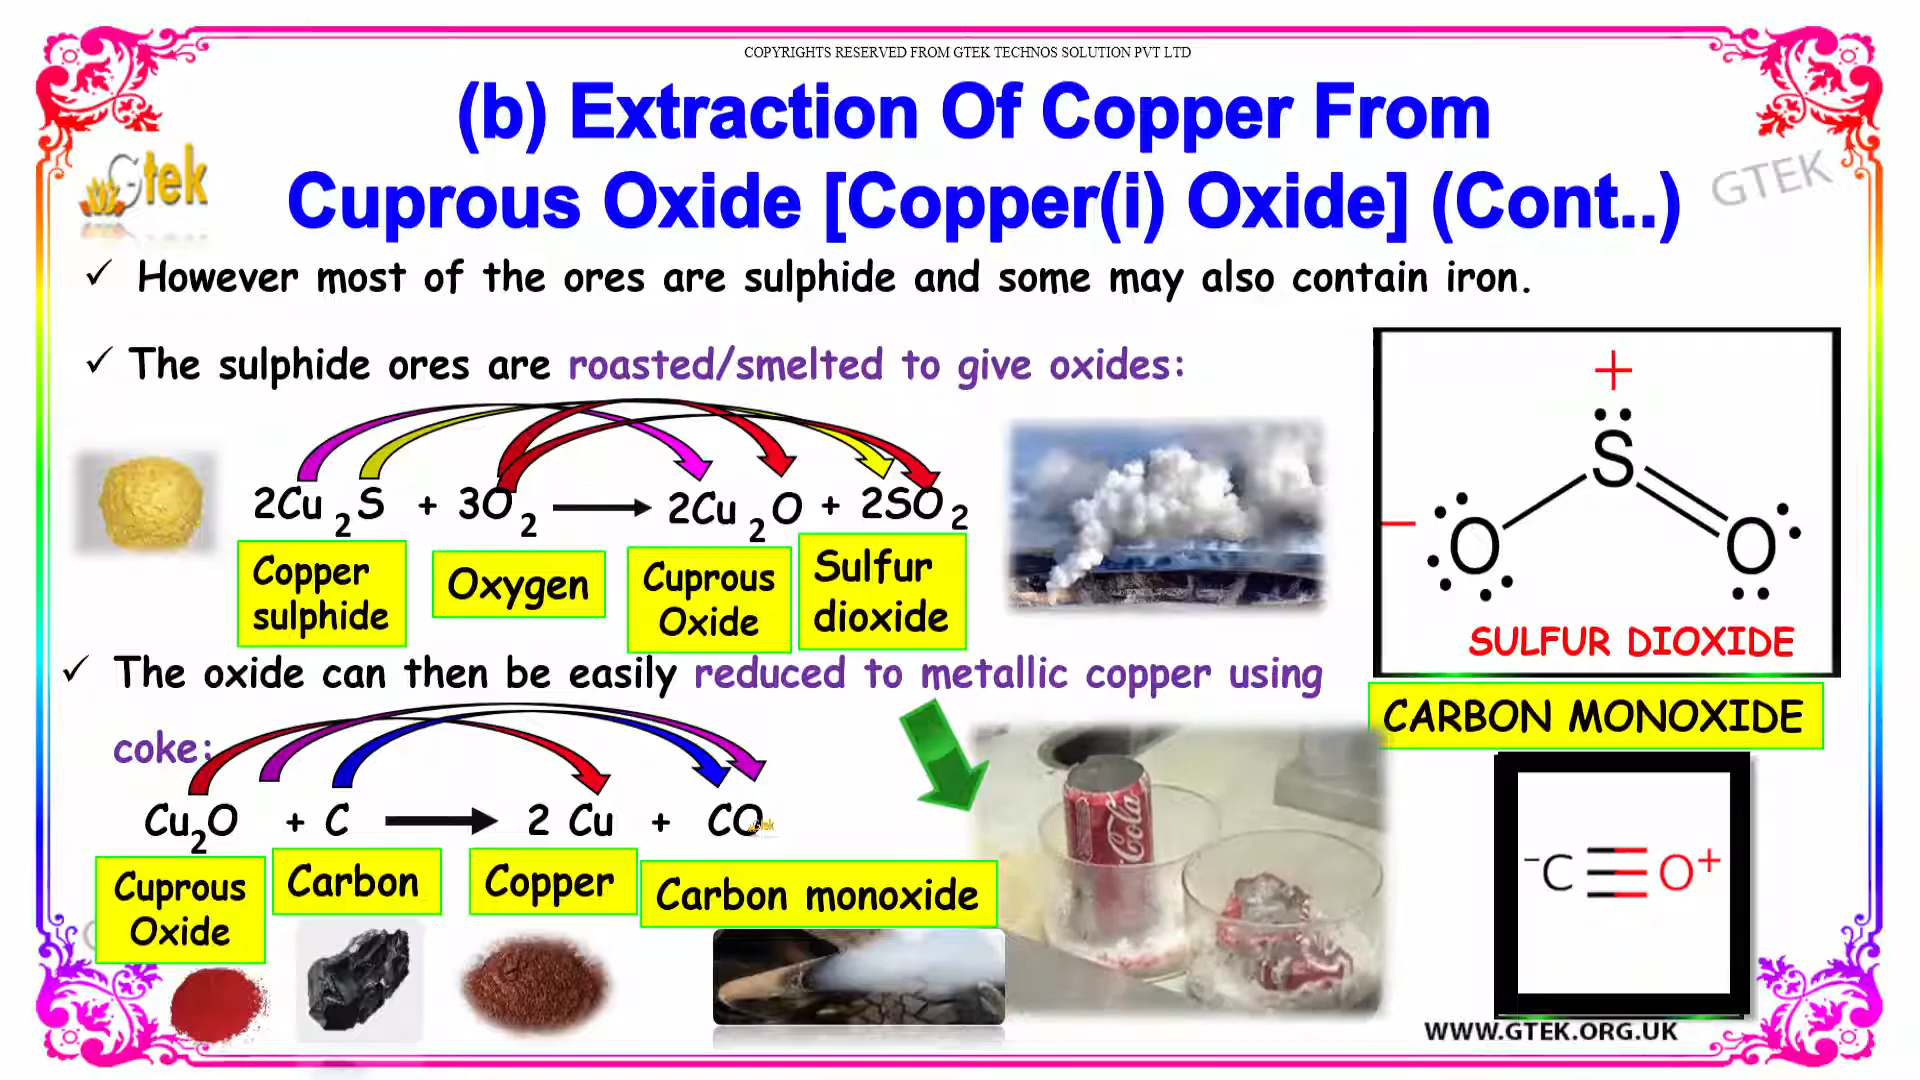 COPYRIGHTS RESERVED FROM GTEK TECHNOS SOLUTION PVT LTD
(b) Extraction Of Copper From
Cuprous Oxide [Copper(i) Oxide] (Cont..)
Gtek
GTEK
✓ However most of the ores are sulphide and some may also contain iron.
✓ The sulphide ores are roasted/smelted to give oxides:
2Cu₂S + 3O₂ ⟶ 2Cu₂O + 2SO₂
Copper sulphide
Oxygen
Cuprous Oxide
Sulfur dioxide
+
S
− O O
SULFUR DIOXIDE
✓ The oxide can then be easily reduced to metallic copper using
coke:
Cu₂O + C ⟶ 2 Cu + CO
Gtek
Cuprous Oxide
Carbon
Copper
Carbon monoxide
CARBON MONOXIDE
Cola
⁻C≡O⁺
WWW.GTEK.ORG.UK